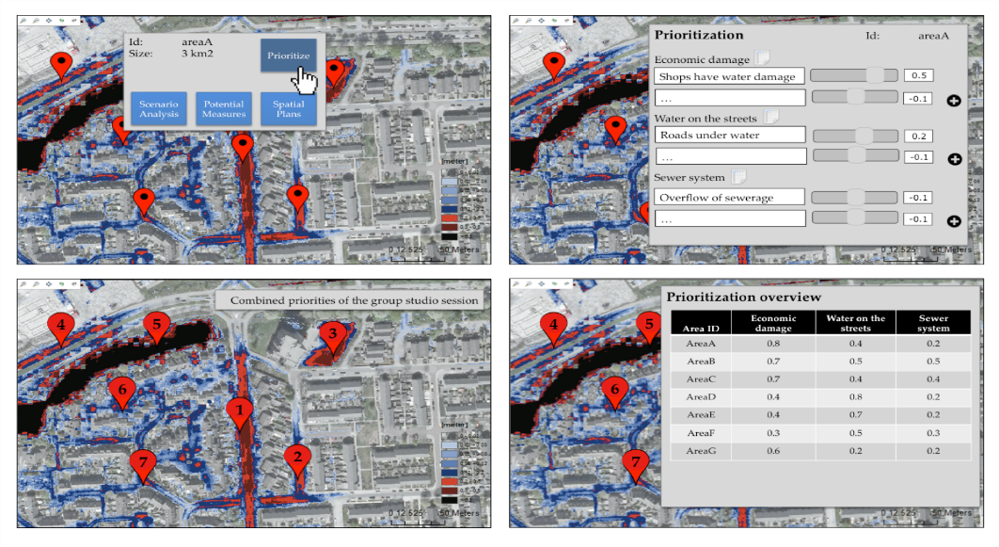 Id: areaA
Size: 3 km2
Prioritize
Scenario
Analysis
Potential
Measures
Spatial
Plans
[meter]
0 12.525 50 Meters
Prioritization Id: areaA
Economic damage
Shops have water damage 0.5
... -0.1
Water on the streets
Roads under water 0.2
... -0.1
Sewer system
Overflow of sewerage -0.1
... -0.1
0 12.525 50 Meters
Combined priorities of the group studio session
4
5
3
6
1
7
2
[meter]
0 12.525 50 Meters
4
5
6
7
Prioritization overview
Area ID Economic damage Water on the streets Sewer system
AreaA 0.8 0.4 0.2
AreaB 0.7 0.5 0.5
AreaC 0.7 0.4 0.4
AreaD 0.4 0.8 0.2
AreaE 0.4 0.7 0.2
AreaF 0.3 0.5 0.3
AreaG 0.6 0.2 0.2
0 12.525 50 Meters